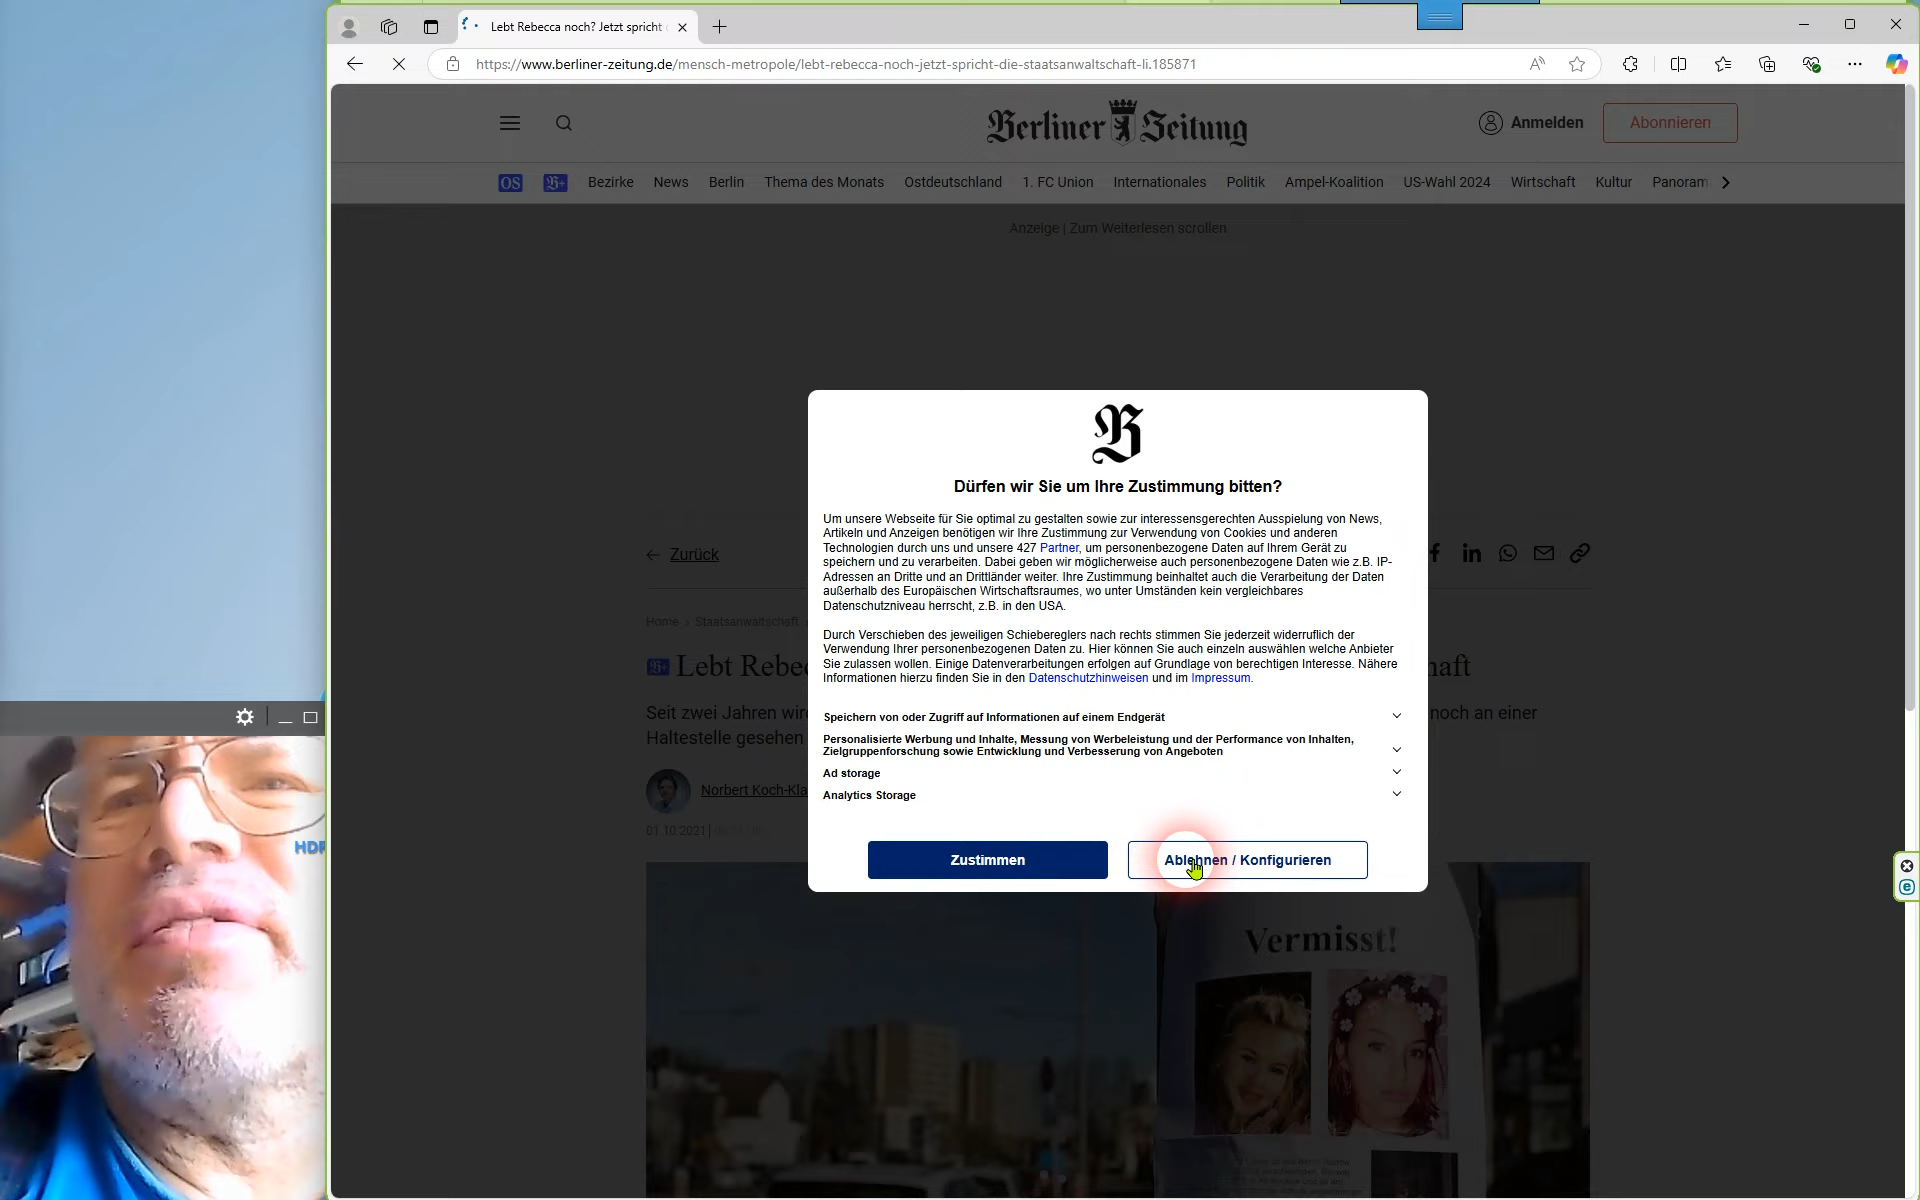 Lebt Rebecca noch? Jetzt spricht
https://www.berliner-zeitung.de/mensch-metropole/lebt-rebecca-noch-jetzt-spricht-die-staatsanwaltschaft-li.185871
Berliner Zeitung
Anmelden
Abonnieren
OS
B+
Bezirke
News
Berlin
Thema des Monats
Ostdeutschland
1. FC Union
Internationales
Politik
Ampel-Koalition
US-Wahl 2024
Wirtschaft
Kultur
Panoram
Anzeige | Zum Weiterlesen scrollen
B
Dürfen wir Sie um Ihre Zustimmung bitten?
Um unsere Webseite für Sie optimal zu gestalten sowie zur interessensgerechten Ausspielung von News,
Artikeln und Anzeigen benötigen wir Ihre Zustimmung zur Verwendung von Cookies und anderen
Technologien durch uns und unsere 427 Partner, um personenbezogene Daten auf Ihrem Gerät zu
speichern und zu verarbeiten. Dabei geben wir möglicherweise auch personenbezogene Daten wie z.B. IP-
Adressen an Dritte und an Drittländer weiter. Ihre Zustimmung beinhaltet auch die Verarbeitung der Daten
außerhalb des Europäischen Wirtschaftsraumes, wo unter Umständen kein vergleichbares
Datenschutzniveau herrscht, z.B. in den USA.
Durch Verschieben des jeweiligen Schiebereglers nach rechts stimmen Sie jederzeit widerruflich der
Verwendung Ihrer personenbezogenen Daten zu. Hier können Sie auch einzeln auswählen welche Anbieter
Sie zulassen wollen. Einige Datenverarbeitungen erfolgen auf Grundlage von berechtigen Interesse. Nähere
Informationen hierzu finden Sie in den Datenschutzhinweisen und im Impressum.
Speichern von oder Zugriff auf Informationen auf einem Endgerät
Personalisierte Werbung und Inhalte, Messung von Werbeleistung und der Performance von Inhalten,
Zielgruppenforschung sowie Entwicklung und Verbesserung von Angeboten
Ad storage
Analytics Storage
Zustimmen
Ablehnen / Konfigurieren
Zurück
Home › Staatsanwaltschaft
B+ Lebt Rebe
aft
Seit zwei Jahren wir
noch an einer
Haltestelle gesehen
Norbert Koch-Kla
01.10.2021
Vermisst!
HDR